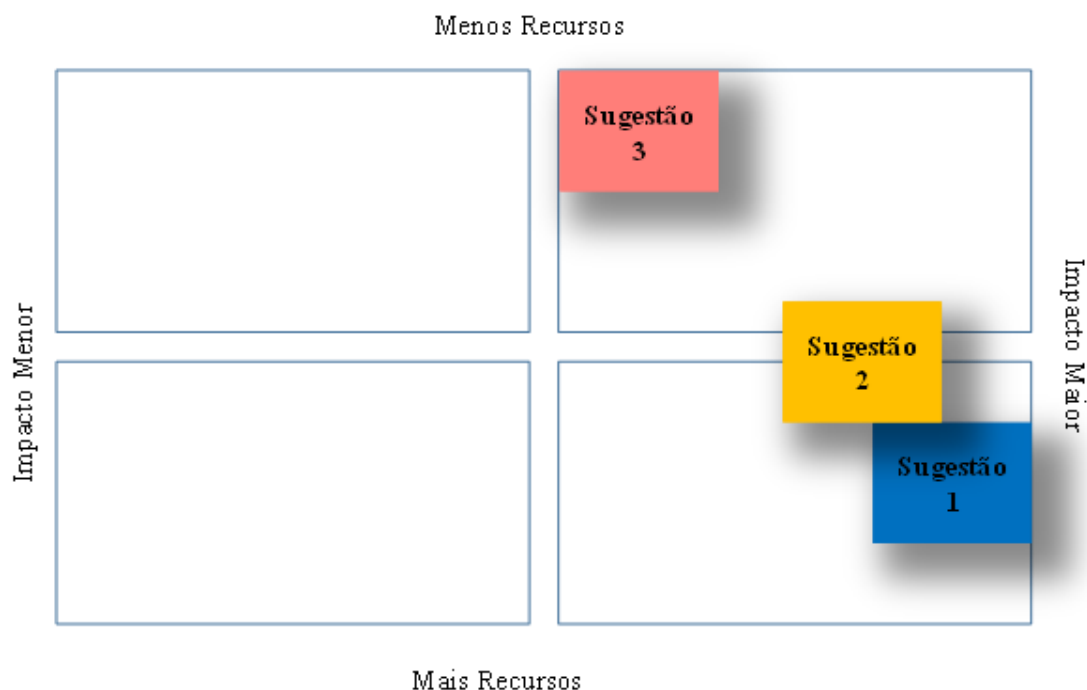 Menos Recursos
Sugestão
3
Impacto Menor
Impacto Maior
Sugestão
2
Sugestão
1
Mais Recursos